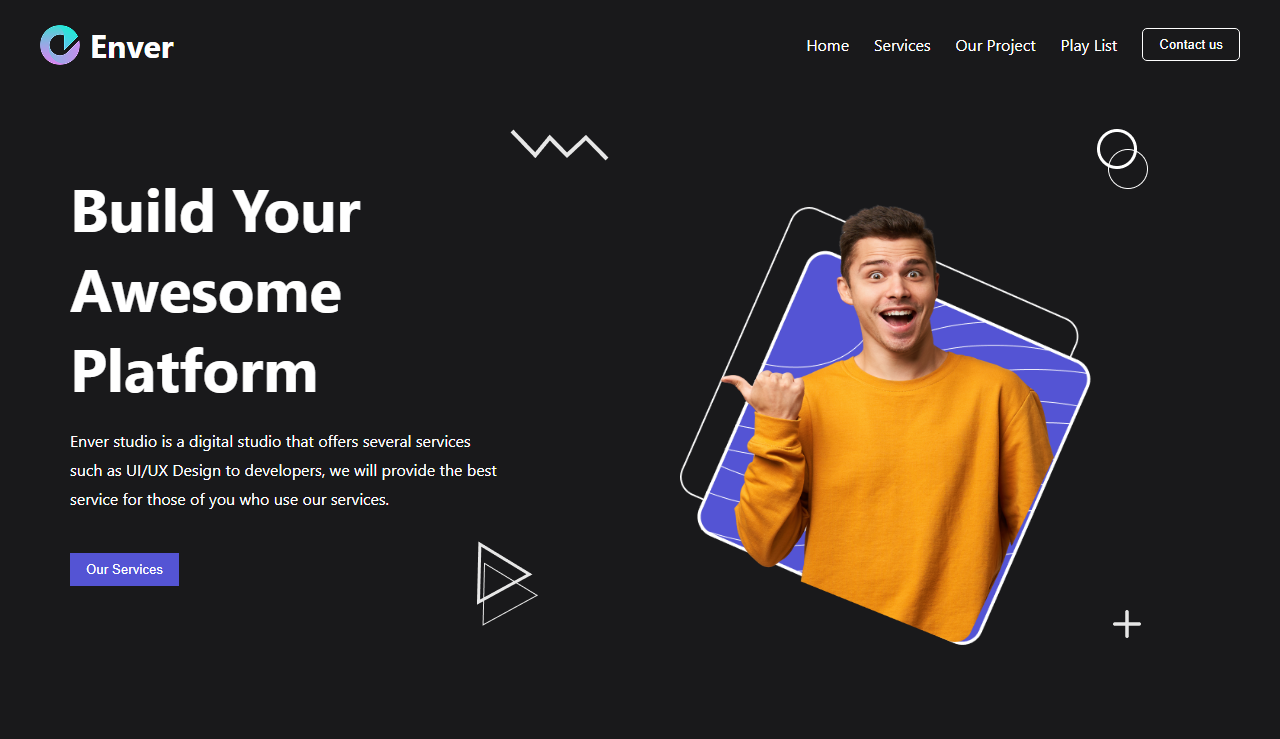 Enver
Home
Services
Our Project
Play List
Contact us
Build Your
Awesome
Platform
Enver studio is a digital studio that offers several services
such as UI/UX Design to developers, we will provide the best
service for those of you who use our services.
Our Services